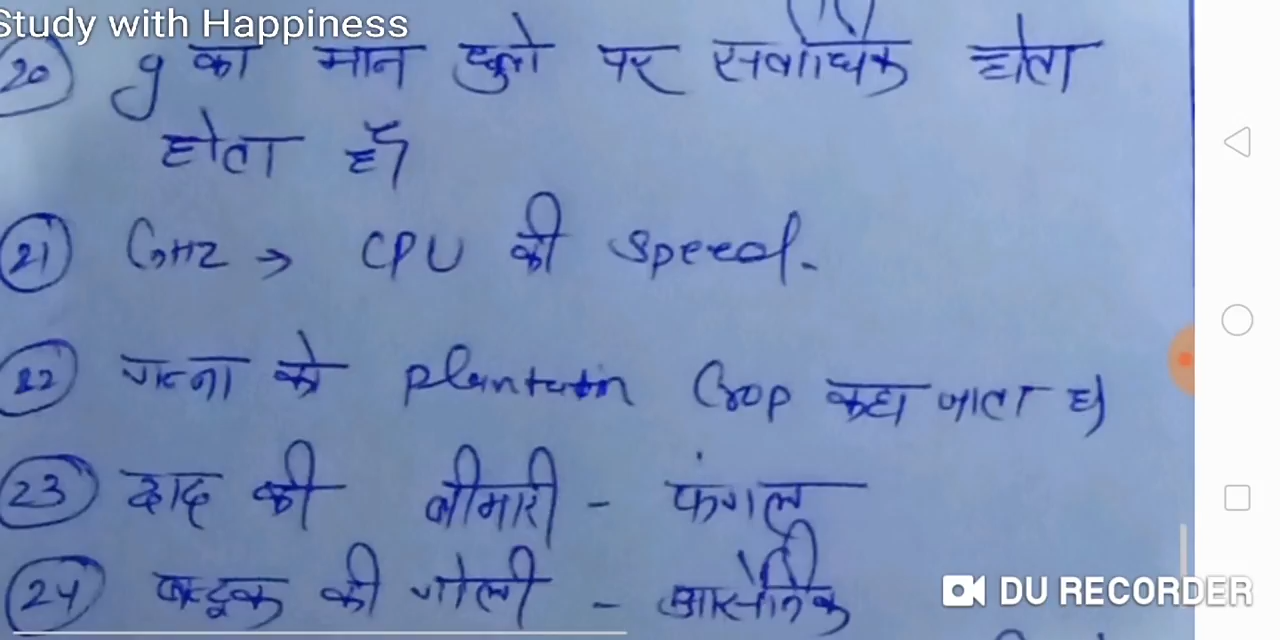 Study with Happiness
20 g का मान ध्रुवो पर सर्वाधिक होता
होता है
21 GHZ → CPU की speed.
22 गन्ना को plantation Crop कहा जाता है
23 दाद की बीमारी - फंगल
24 बन्दूक की गोली - आर्सेनिक
DU RECORDER